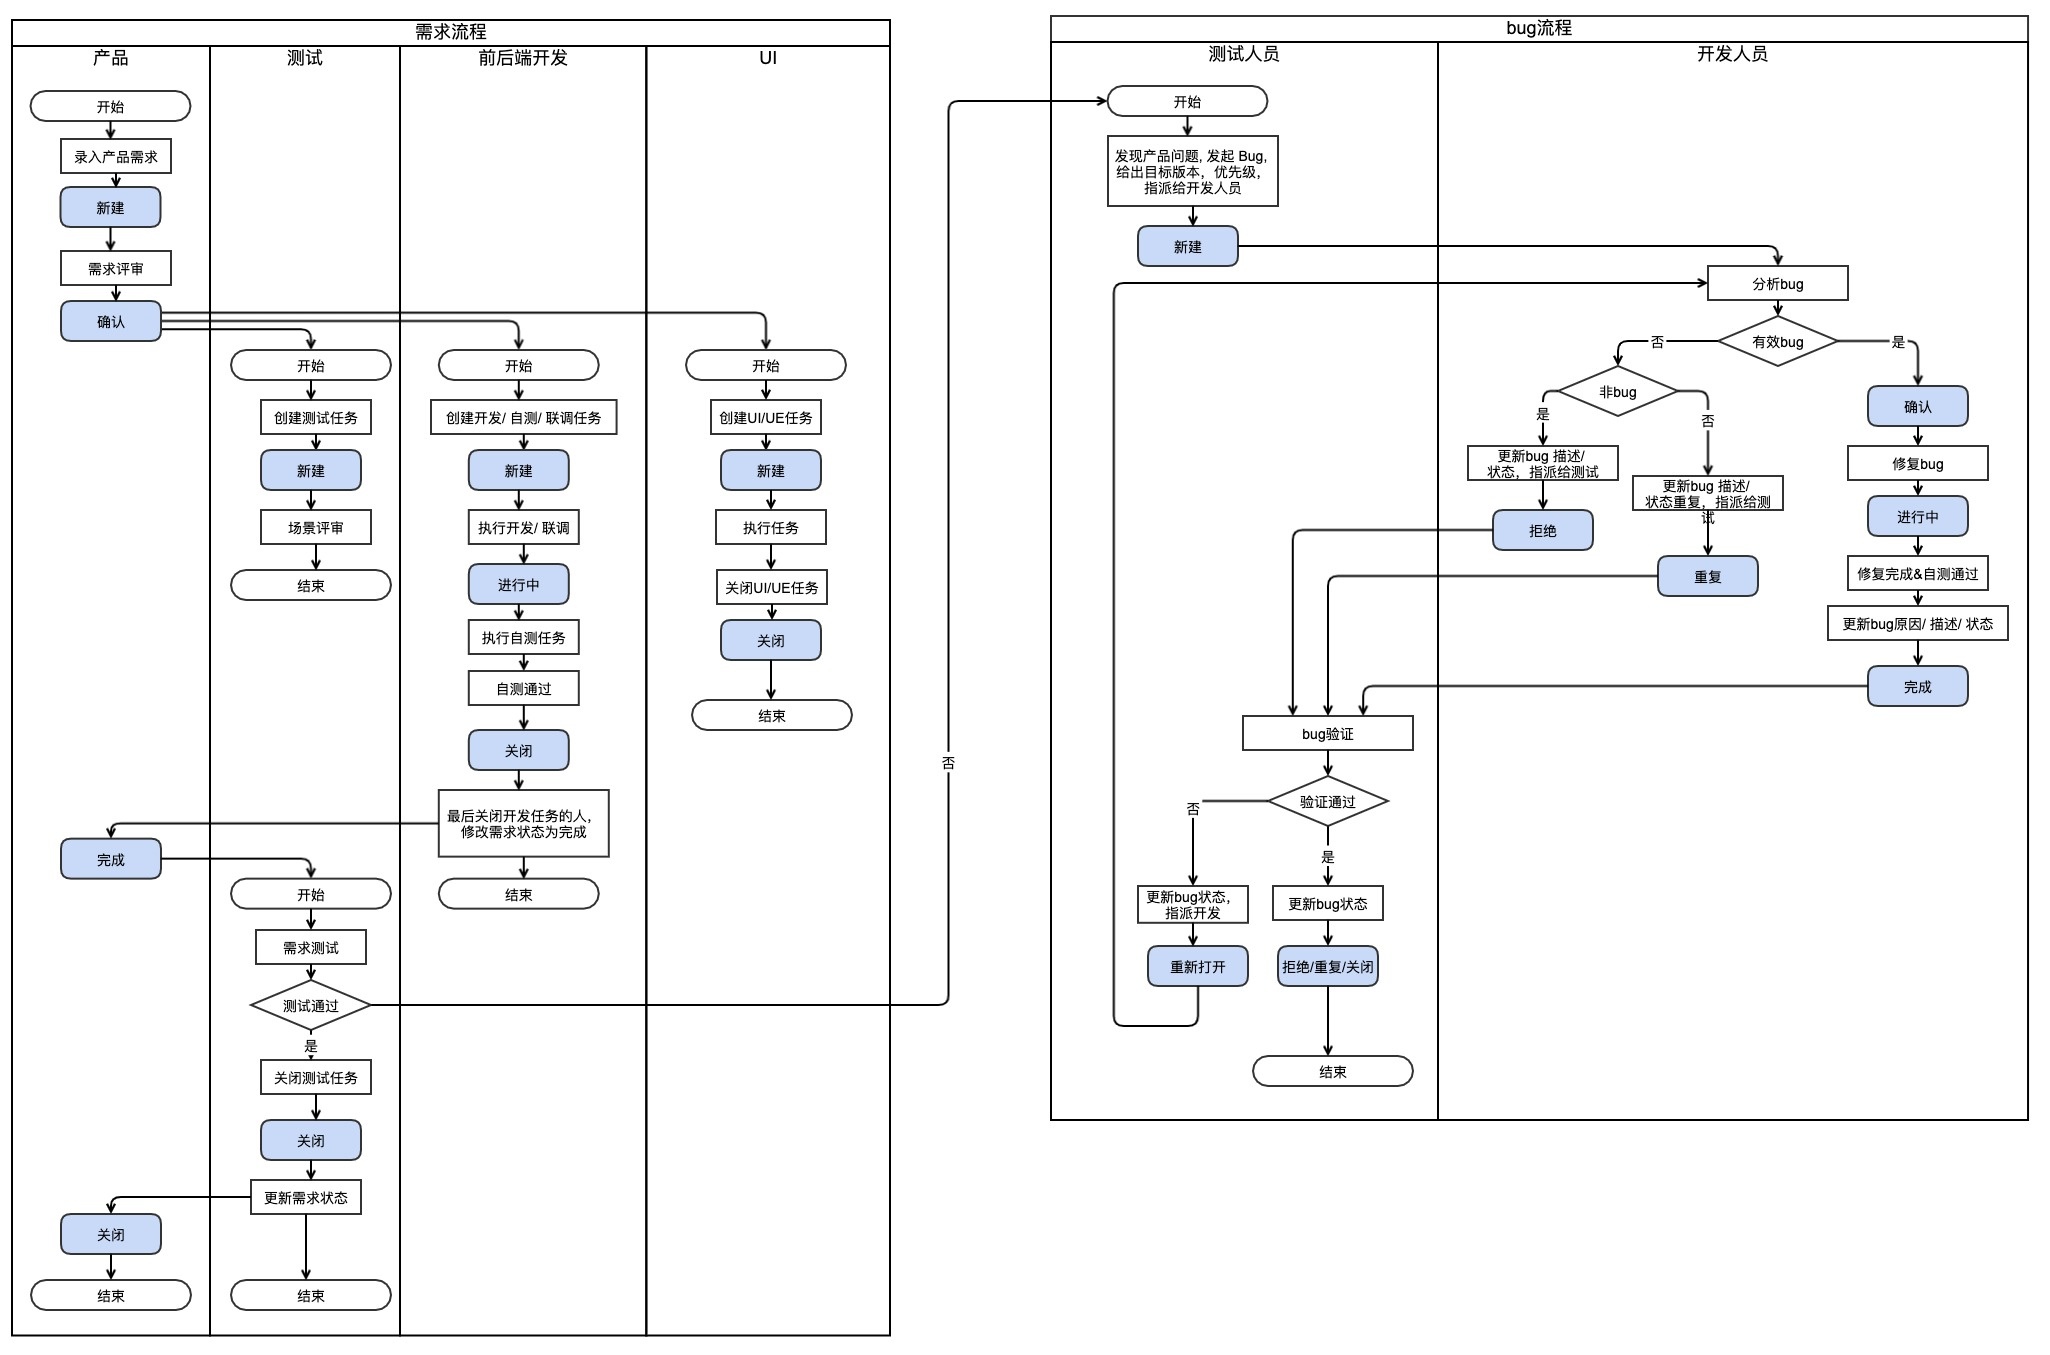 需求流程
产品
测试
前后端开发
UI
开始
录入产品需求
新建
需求评审
确认
开始
创建测试任务
新建
场景评审
结束
开始
创建开发/ 自测/ 联调任务
新建
执行开发/ 联调
进行中
执行自测任务
自测通过
关闭
最后关闭开发任务的人，
修改需求状态为完成
结束
开始
创建UI/UE任务
新建
执行任务
关闭UI/UE任务
关闭
结束
完成
开始
需求测试
测试通过
否
是
关闭测试任务
关闭
更新需求状态
关闭
结束
结束
bug流程
测试人员
开发人员
开始
发现产品问题, 发起 Bug,
给出目标版本，优先级，
指派给开发人员
新建
分析bug
有效bug
否
是
非bug
是
否
更新bug 描述/
状态，指派给测试
拒绝
更新bug 描述/
状态重复，指派给测
试
重复
确认
修复bug
进行中
修复完成&自测通过
更新bug原因/ 描述/ 状态
完成
bug验证
验证通过
否
是
更新bug状态，
指派开发
重新打开
更新bug状态
拒绝/重复/关闭
结束